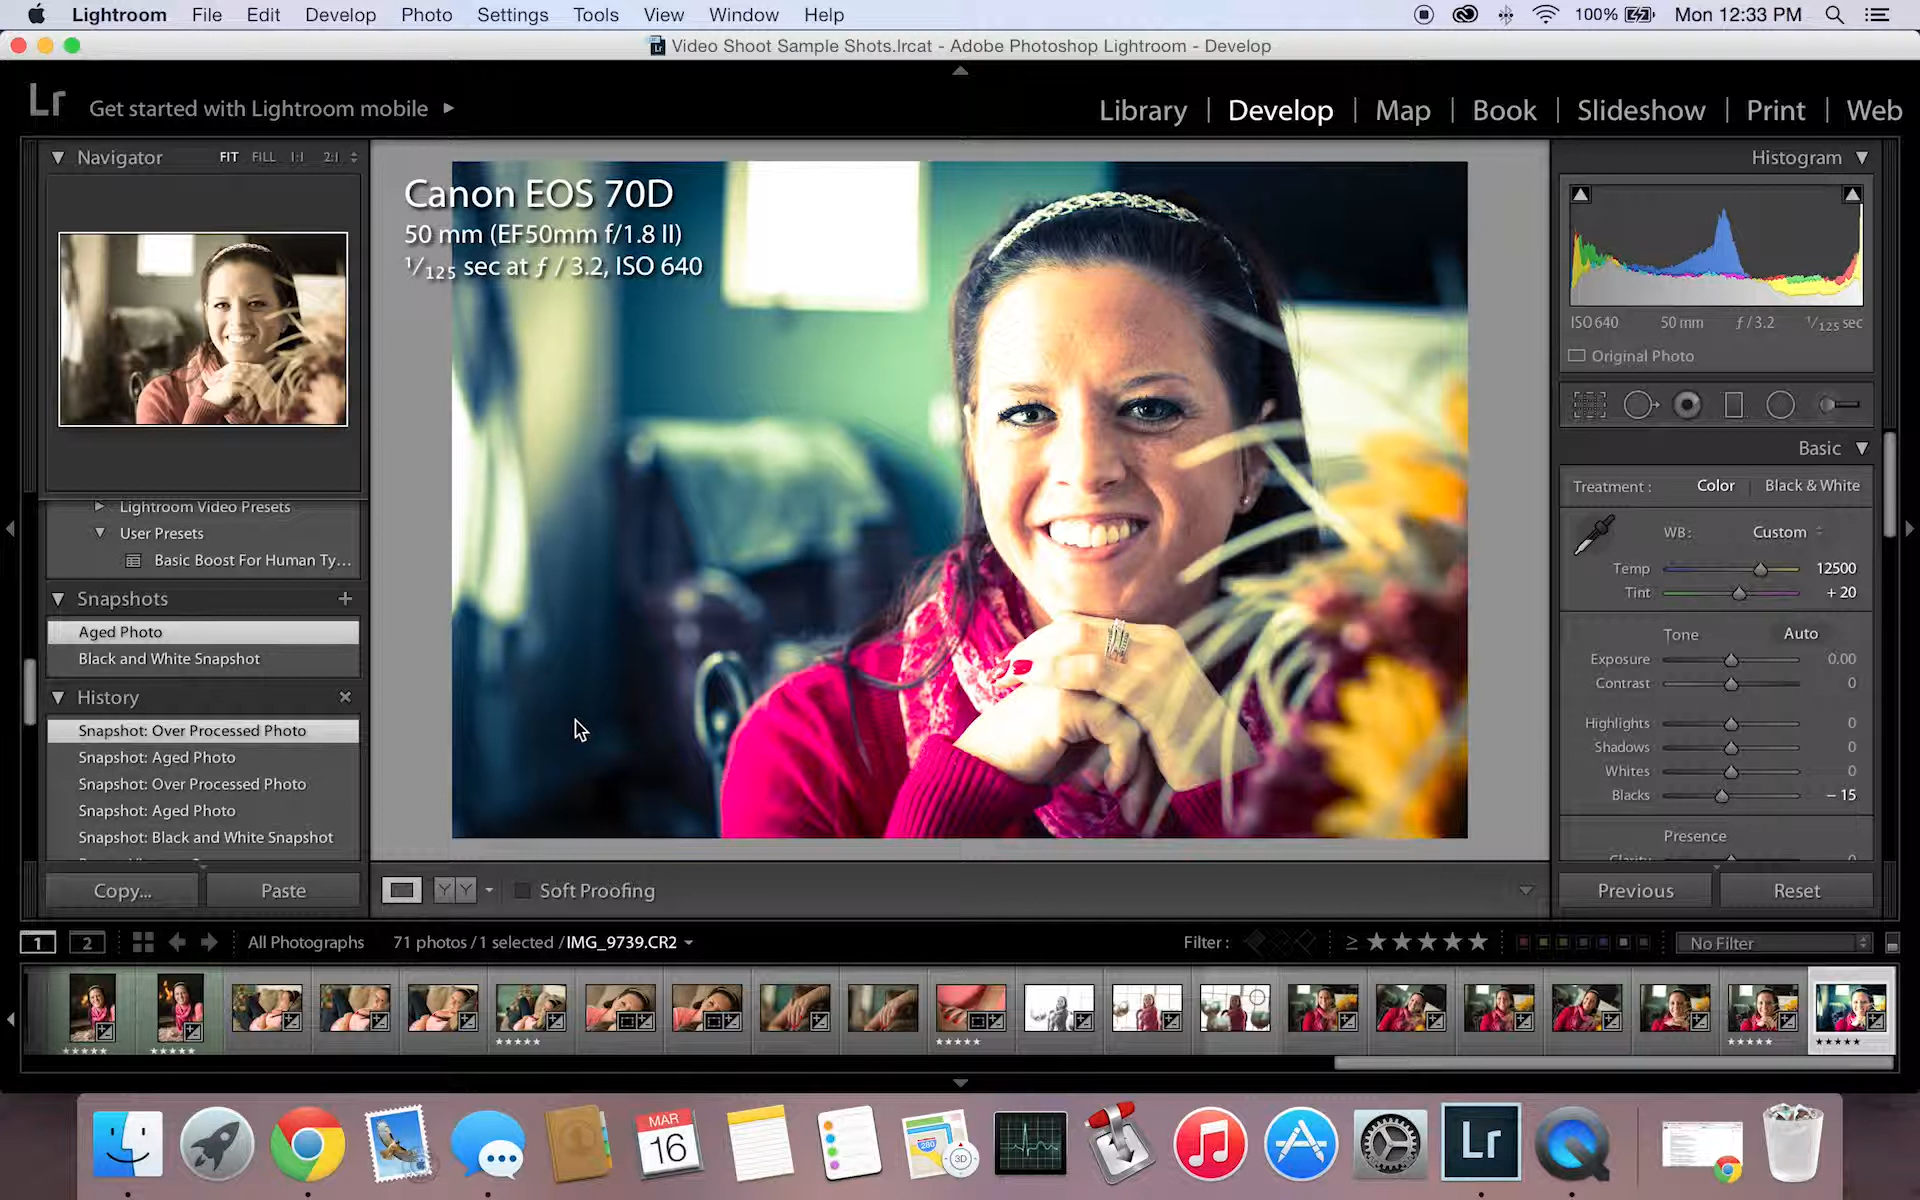 Lightroom File Edit Develop Photo Settings Tools View Window Help 100% Mon 12:33 PM
Video Shoot Sample Shots.lrcat - Adobe Photoshop Lightroom - Develop
Lr Get started with Lightroom mobile
Library | Develop | Map | Book | Slideshow | Print | Web
Navigator FIT FILL 1:1 2:1
Lightroom Video Presets
User Presets
Basic Boost For Human Ty...
Snapshots +
Aged Photo
Black and White Snapshot
History
Snapshot: Over Processed Photo
Snapshot: Aged Photo
Snapshot: Over Processed Photo
Snapshot: Aged Photo
Snapshot: Black and White Snapshot
Copy... Paste
Canon EOS 70D
50 mm (EF50mm f/1.8 II)
1/125 sec at ƒ / 3.2, ISO 640
YY Soft Proofing
Histogram
ISO 640 50 mm ƒ / 3.2 1/125 sec
Original Photo
Basic
Treatment : Color Black & White
WB: Custom
Temp 12500
Tint + 20
Tone Auto
Exposure 0.00
Contrast 0
Highlights 0
Shadows 0
Whites 0
Blacks – 15
Presence
Clarity 0
Previous Reset
1 2 All Photographs 71 photos / 1 selected / IMG_9739.CR2 Filter : ≥ ★★★★★ No Filter
MAR
16
280
3D
Lr